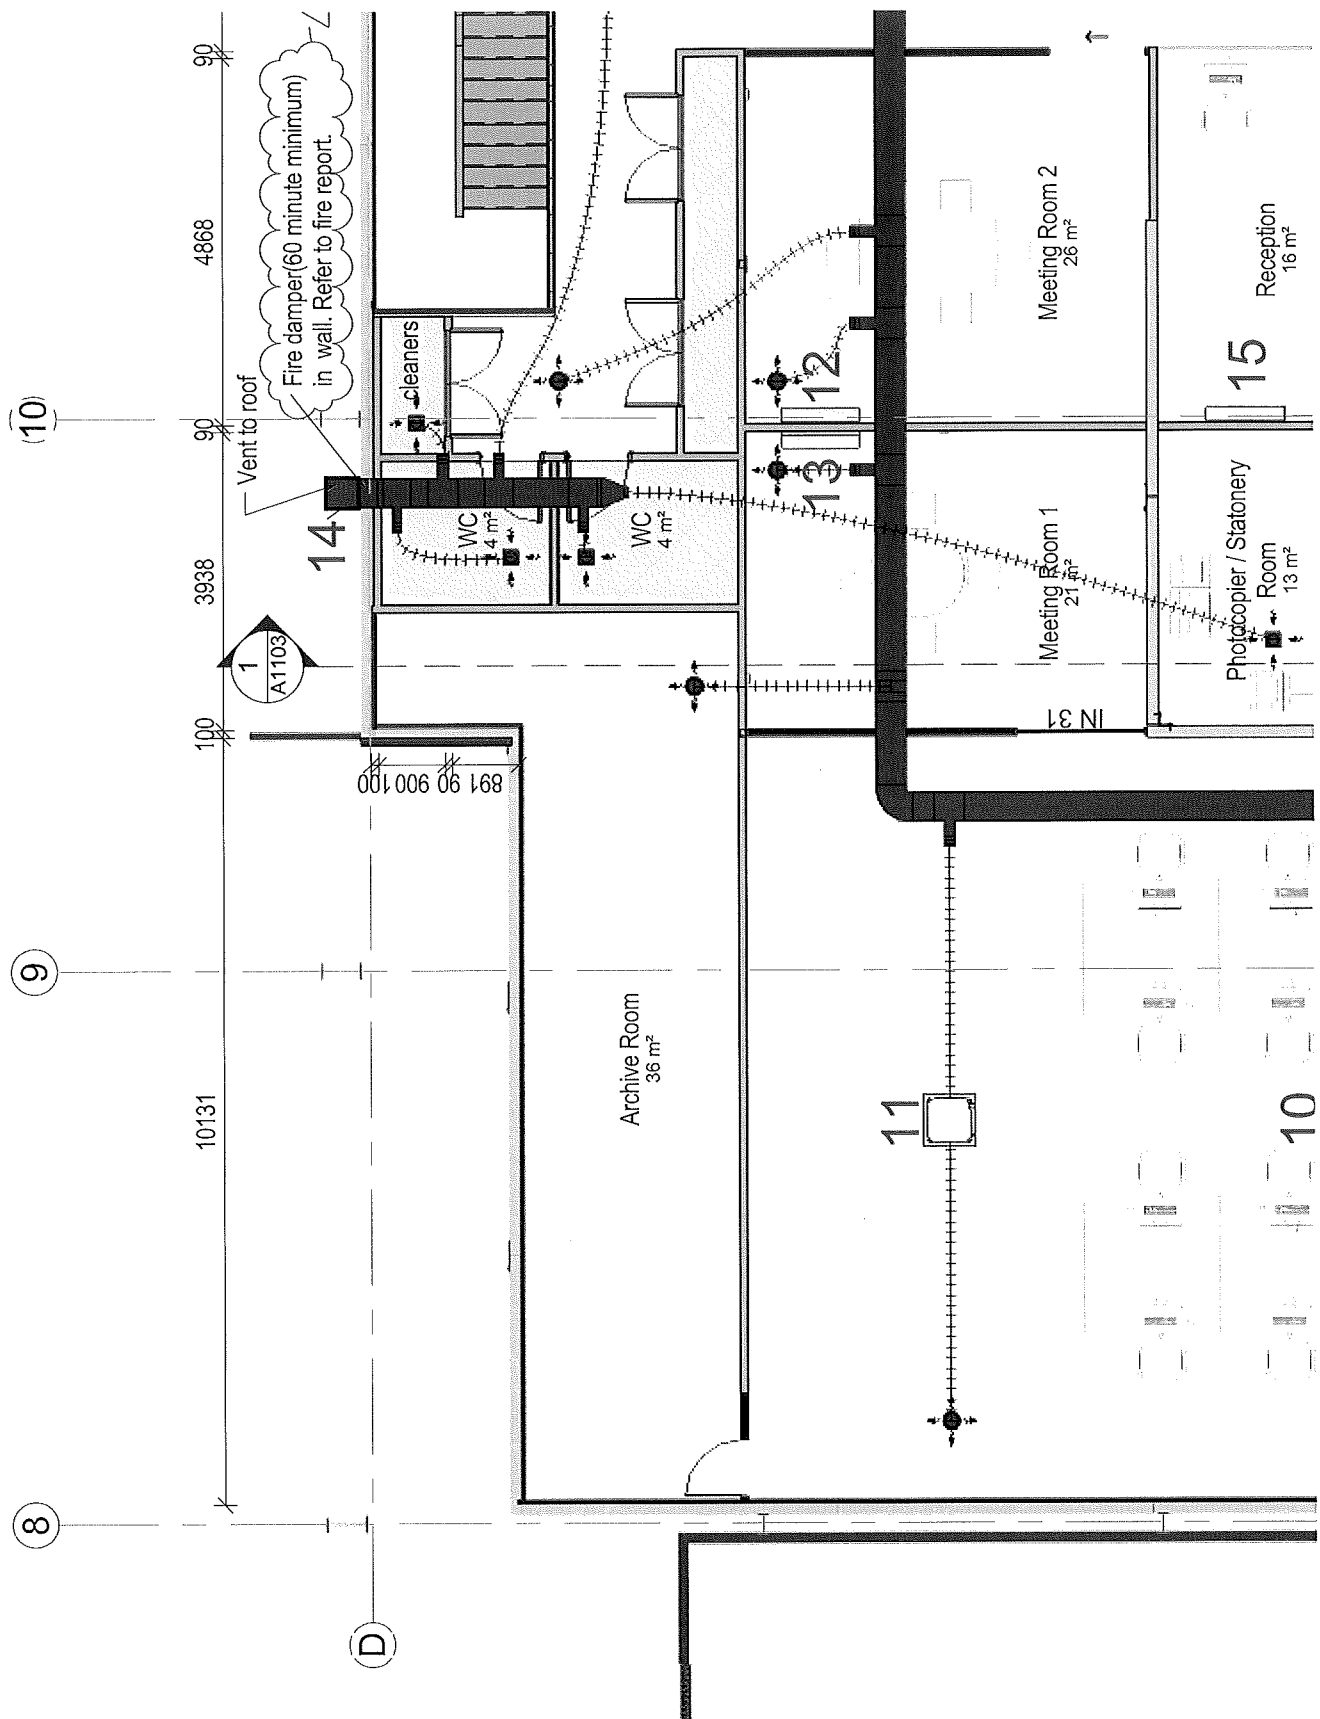 8
9
(10)
D
10131
100
3938
90
4868
90
100
900
90
891
1
A1103
14
Vent to roof
Fire damper(60 minute minimum)
in wall. Refer to fire report.
cleaners
WC
4 m²
WC
4 m²
Archive Room
36 m²
13
12
11
10
15
IN 31
Meeting Room 1
21 m²
Meeting Room 2
26 m²
Photocopier / Statonery
Room
13 m²
Reception
16 m²